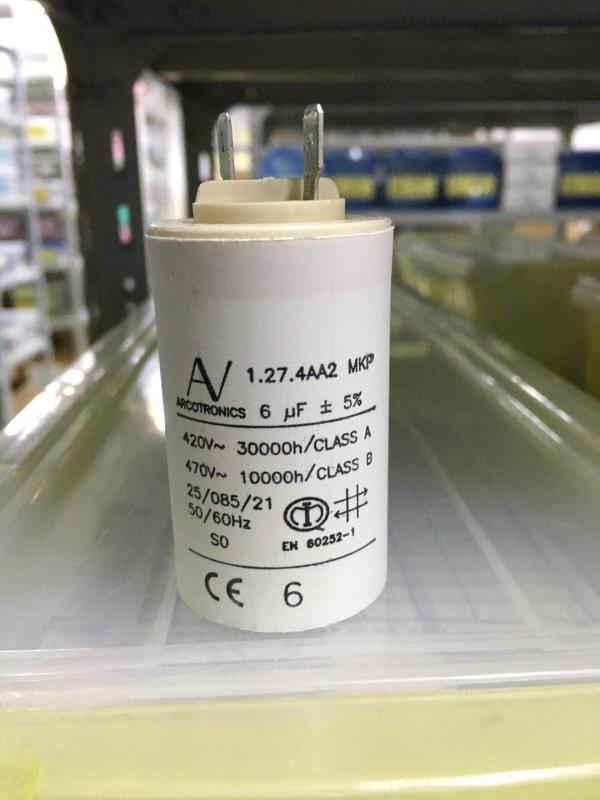 AV 1.27.4AA2 MKP
ARCOTRONICS 6 µF ± 5%
420V~ 30000h/CLASS A
470V~ 10000h/CLASS B
25/085/21
50/60Hz
S0
EN 60252-1
CE 6